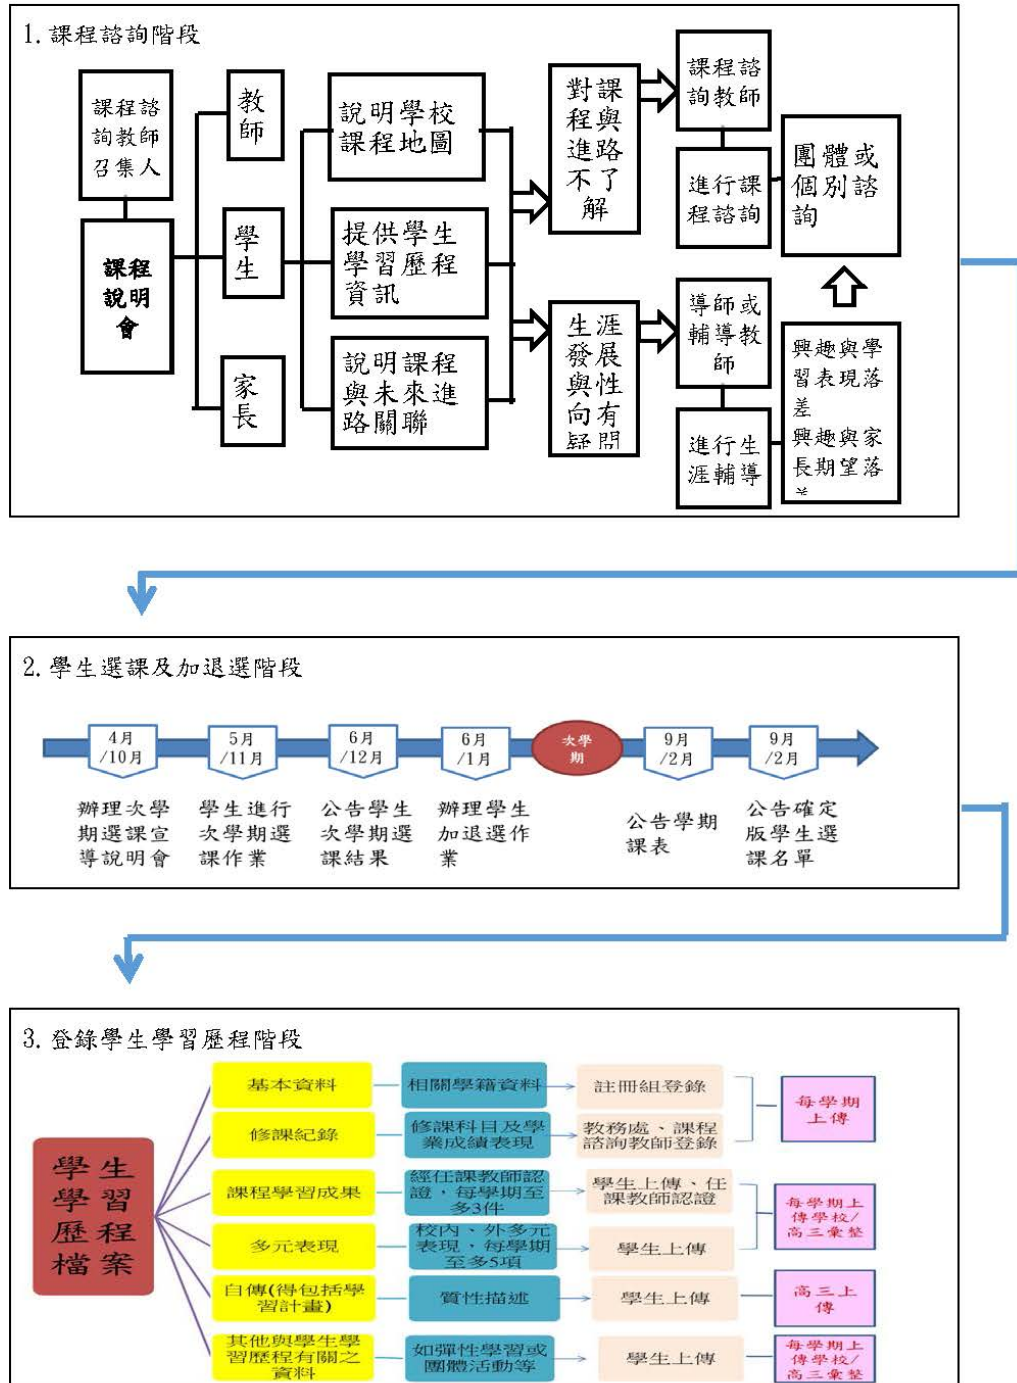 1. 課程諮詢階段
課程諮
詢教師
召集人
課程
說明
會
教
師
學
生
家
長
說明學校
課程地圖
提供學生
學習歷程
資訊
說明課程
與未來進
路關聯
對課
程與
進路
不了
解
課程諮
詢教師
進行課
程諮詢
團體或
個別諮
詢
生涯
發展
與性
向有
疑問
導師或
輔導教
師
進行生
涯輔導
興趣與學
習表現落
差
興趣與家
長期望落
差
2. 學生選課及加退選階段
4月
/10月
辦理次學
期選課宣
導說明會
5月
/11月
學生進行
次學期選
課作業
6月
/12月
公告學生
次學期選
課結果
6月
/1月
辦理學生
加退選作
業
次學
期
9月
/2月
公告學期
課表
9月
/2月
公告確定
版學生選
課名單
3. 登錄學生學習歷程階段
學生
學習
歷程
檔案
基本資料
相關學籍資料
註冊組登錄
修課紀錄
修課科目及學
業成績表現
教務處、課程
諮詢教師登錄
每學期
上傳
課程學習成果
經任課教師認
證，每學期至
多3件
學生上傳、任
課教師認證
多元表現
校內、外多元
表現、每學期
至多5項
學生上傳
每學期上
傳學校/
高三彙整
自傳(得包括學
習計畫)
質性描述
學生上傳
高三上
傳
其他與學生學
習歷程有關之
資料
如彈性學習或
團體活動等
學生上傳
每學期上
傳學校/
高三彙整